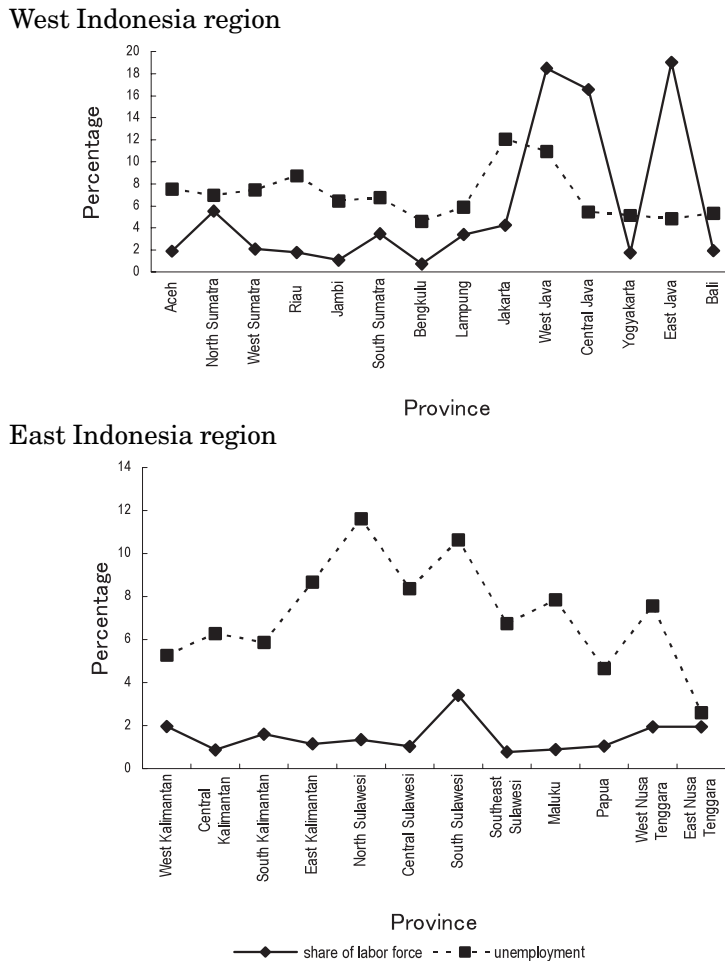 West Indonesia region
20
18
16
14
12
10
8
6
4
2
0
Percentage
Aceh
North Sumatra
West Sumatra
Riau
Jambi
South Sumatra
Bengkulu
Lampung
Jakarta
West Java
Central Java
Yogyakarta
East Java
Bali
Province
East Indonesia region
14
12
10
8
6
4
2
0
Percentage
West Kalimantan
Central
Kalimantan
South Kalimantan
East Kalimantan
North Sulawesi
Central Sulawesi
South Sulawesi
Southeast
Sulawesi
Maluku
Papua
West Nusa
Tenggara
East Nusa
Tenggara
Province
share of labor force
unemployment